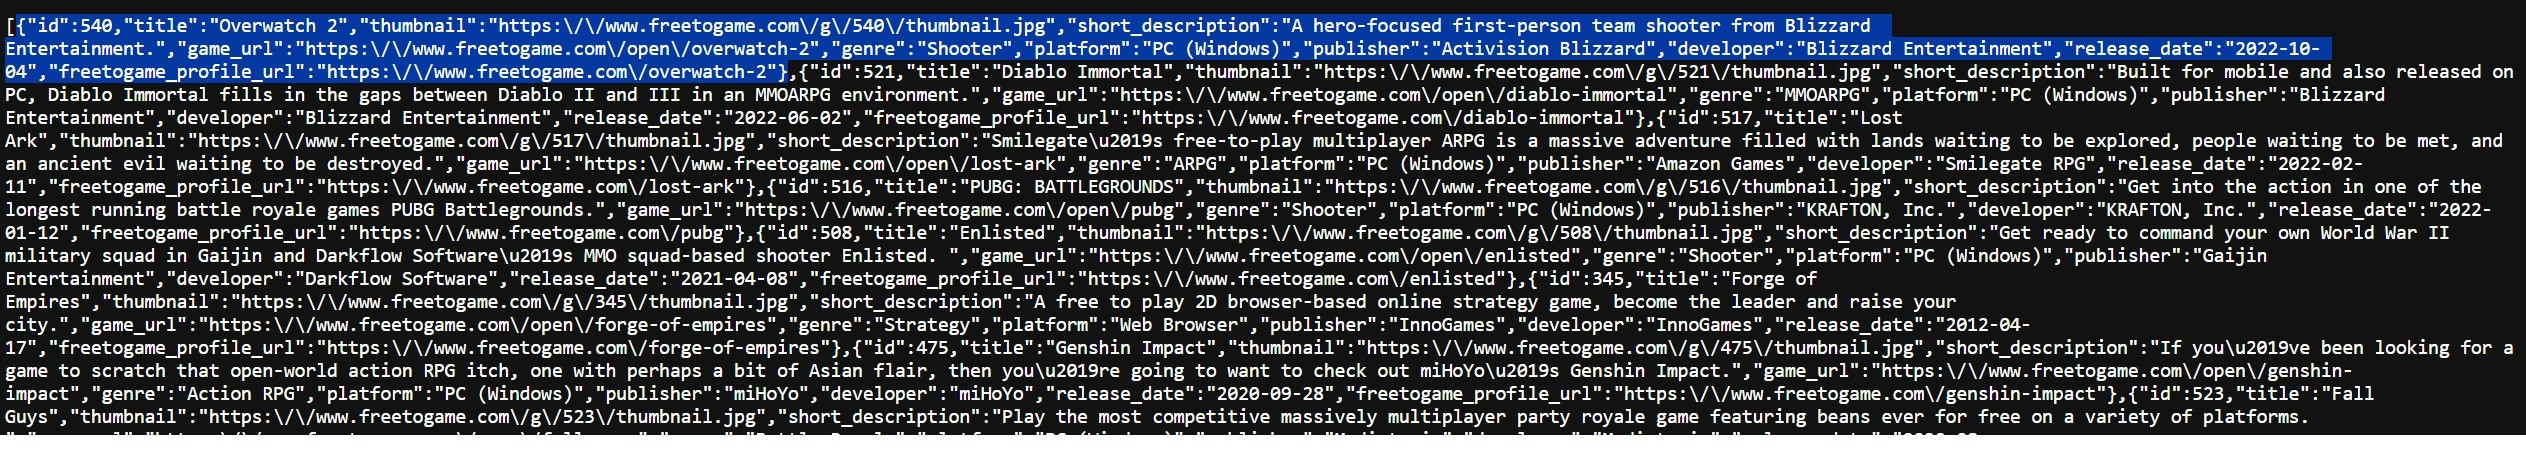 [{"id":540,"title":"Overwatch 2","thumbnail":"https:\/\/www.freetogame.com\/g\/540\/thumbnail.jpg","short_description":"A hero-focused first-person team shooter from Blizzard
Entertainment.","game_url":"https:\/\/www.freetogame.com\/open\/overwatch-2","genre":"Shooter","platform":"PC (Windows)","publisher":"Activision Blizzard","developer":"Blizzard Entertainment","release_date":"2022-10-
04","freetogame_profile_url":"https:\/\/www.freetogame.com\/overwatch-2"},{"id":521,"title":"Diablo Immortal","thumbnail":"https:\/\/www.freetogame.com\/g\/521\/thumbnail.jpg","short_description":"Built for mobile and also released on
PC, Diablo Immortal fills in the gaps between Diablo II and III in an MMOARPG environment.","game_url":"https:\/\/www.freetogame.com\/open\/diablo-immortal","genre":"MMOARPG","platform":"PC (Windows)","publisher":"Blizzard
Entertainment","developer":"Blizzard Entertainment","release_date":"2022-06-02","freetogame_profile_url":"https:\/\/www.freetogame.com\/diablo-immortal"},{"id":517,"title":"Lost
Ark","thumbnail":"https:\/\/www.freetogame.com\/g\/517\/thumbnail.jpg","short_description":"Smilegate\u2019s free-to-play multiplayer ARPG is a massive adventure filled with lands waiting to be explored, people waiting to be met, and
an ancient evil waiting to be destroyed.","game_url":"https:\/\/www.freetogame.com\/open\/lost-ark","genre":"ARPG","platform":"PC (Windows)","publisher":"Amazon Games","developer":"Smilegate RPG","release_date":"2022-02-
11","freetogame_profile_url":"https:\/\/www.freetogame.com\/lost-ark"},{"id":516,"title":"PUBG: BATTLEGROUNDS","thumbnail":"https:\/\/www.freetogame.com\/g\/516\/thumbnail.jpg","short_description":"Get into the action in one of the
longest running battle royale games PUBG Battlegrounds.","game_url":"https:\/\/www.freetogame.com\/open\/pubg","genre":"Shooter","platform":"PC (Windows)","publisher":"KRAFTON, Inc.","developer":"KRAFTON, Inc.","release_date":"2022-
01-12","freetogame_profile_url":"https:\/\/www.freetogame.com\/pubg"},{"id":508,"title":"Enlisted","thumbnail":"https:\/\/www.freetogame.com\/g\/508\/thumbnail.jpg","short_description":"Get ready to command your own World War II
military squad in Gaijin and Darkflow Software\u2019s MMO squad-based shooter Enlisted. ","game_url":"https:\/\/www.freetogame.com\/open\/enlisted","genre":"Shooter","platform":"PC (Windows)","publisher":"Gaijin
Entertainment","developer":"Darkflow Software","release_date":"2021-04-08","freetogame_profile_url":"https:\/\/www.freetogame.com\/enlisted"},{"id":345,"title":"Forge of
Empires","thumbnail":"https:\/\/www.freetogame.com\/g\/345\/thumbnail.jpg","short_description":"A free to play 2D browser-based online strategy game, become the leader and raise your
city.","game_url":"https:\/\/www.freetogame.com\/open\/forge-of-empires","genre":"Strategy","platform":"Web Browser","publisher":"InnoGames","developer":"InnoGames","release_date":"2012-04-
17","freetogame_profile_url":"https:\/\/www.freetogame.com\/forge-of-empires"},{"id":475,"title":"Genshin Impact","thumbnail":"https:\/\/www.freetogame.com\/g\/475\/thumbnail.jpg","short_description":"If you\u2019ve been looking for a
game to scratch that open-world action RPG itch, one with perhaps a bit of Asian flair, then you\u2019re going to want to check out miHoYo\u2019s Genshin Impact.","game_url":"https:\/\/www.freetogame.com\/open\/genshin-
impact","genre":"Action RPG","platform":"PC (Windows)","publisher":"miHoYo","developer":"miHoYo","release_date":"2020-09-28","freetogame_profile_url":"https:\/\/www.freetogame.com\/genshin-impact"},{"id":523,"title":"Fall
Guys","thumbnail":"https:\/\/www.freetogame.com\/g\/523\/thumbnail.jpg","short_description":"Play the most competitive massively multiplayer party royale game featuring beans ever for free on a variety of platforms.